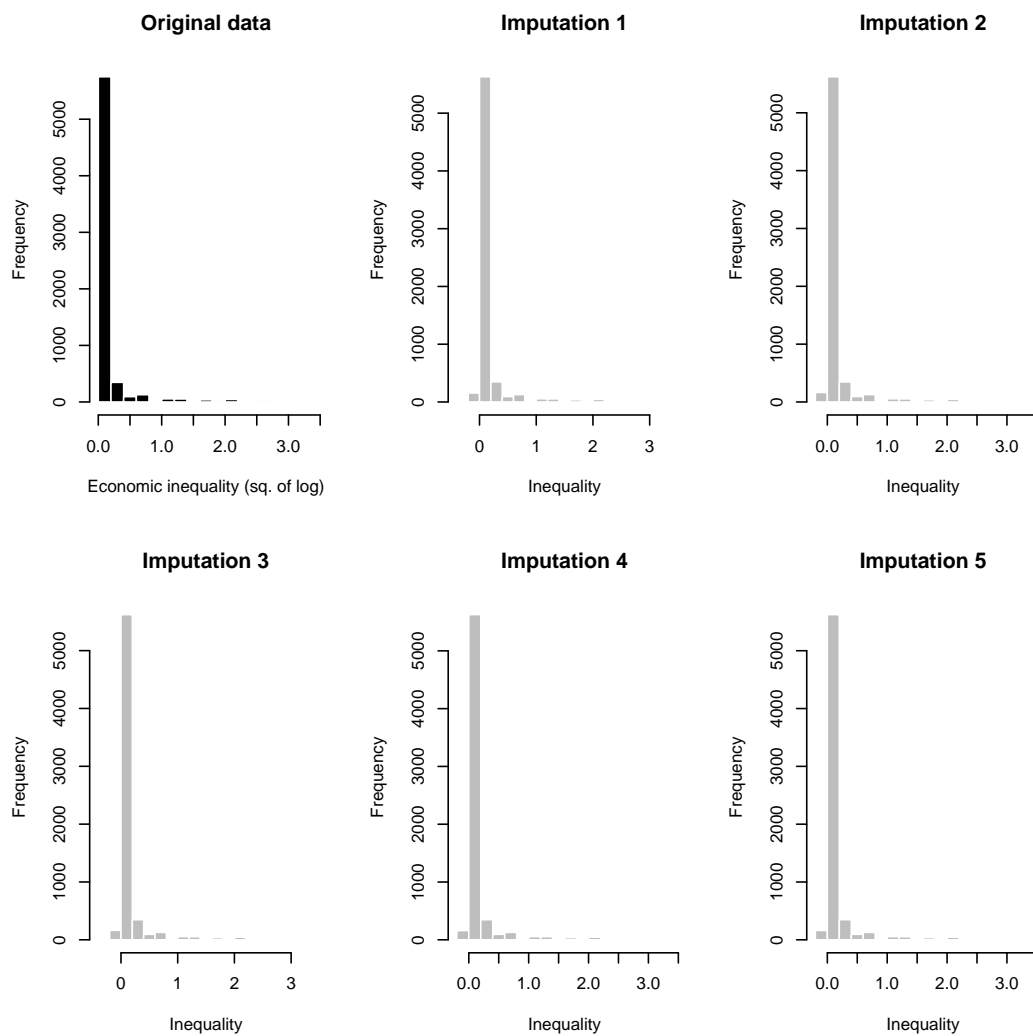 Original data
Imputation 1
Imputation 2
Frequency
0
1000
2000
3000
4000
5000
0.0 1.0 2.0 3.0
Economic inequality (sq. of log)
Frequency
0
1000
2000
3000
4000
5000
0 1 2 3
Inequality
Frequency
0
1000
2000
3000
4000
5000
0.0 1.0 2.0 3.0
Inequality
Imputation 3
Imputation 4
Imputation 5
Frequency
0
1000
2000
3000
4000
5000
0 1 2 3
Inequality
Frequency
0
1000
2000
3000
4000
5000
0.0 1.0 2.0 3.0
Inequality
Frequency
0
1000
2000
3000
4000
5000
0.0 1.0 2.0 3.0
Inequality